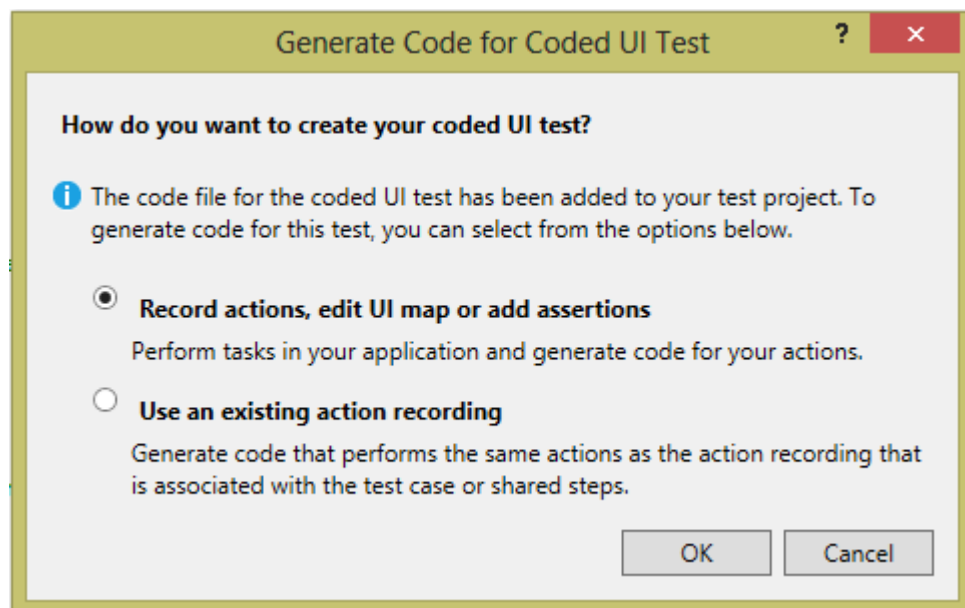 Generate Code for Coded UI Test
?
How do you want to create your coded UI test?
The code file for the coded UI test has been added to your test project. To
generate code for this test, you can select from the options below.
Record actions, edit UI map or add assertions
Perform tasks in your application and generate code for your actions.
Use an existing action recording
Generate code that performs the same actions as the action recording that
is associated with the test case or shared steps.
OK Cancel